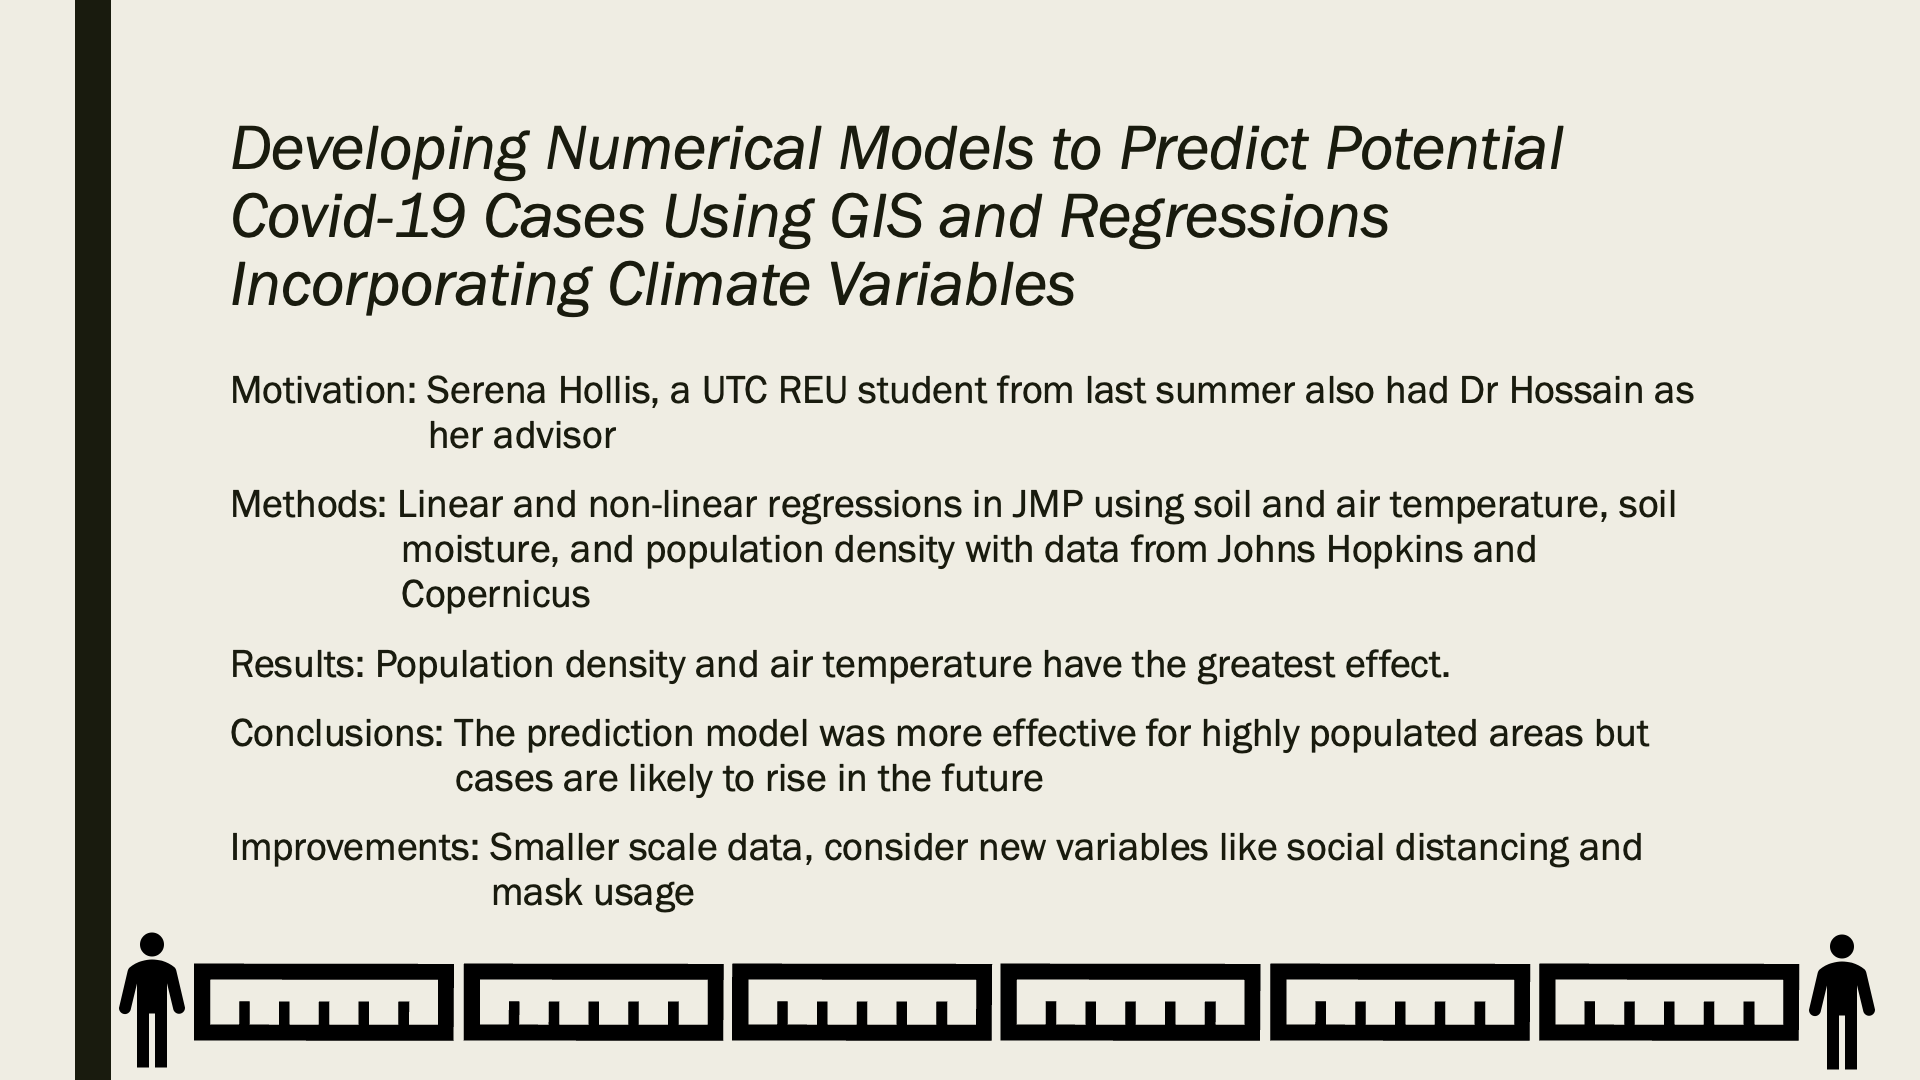 Developing Numerical Models to Predict Potential
Covid-19 Cases Using GIS and Regressions
Incorporating Climate Variables
Motivation: Serena Hollis, a UTC REU student from last summer also had Dr Hossain as
her advisor
Methods: Linear and non-linear regressions in JMP using soil and air temperature, soil
moisture, and population density with data from Johns Hopkins and
Copernicus
Results: Population density and air temperature have the greatest effect.
Conclusions: The prediction model was more effective for highly populated areas but
cases are likely to rise in the future
Improvements: Smaller scale data, consider new variables like social distancing and
mask usage